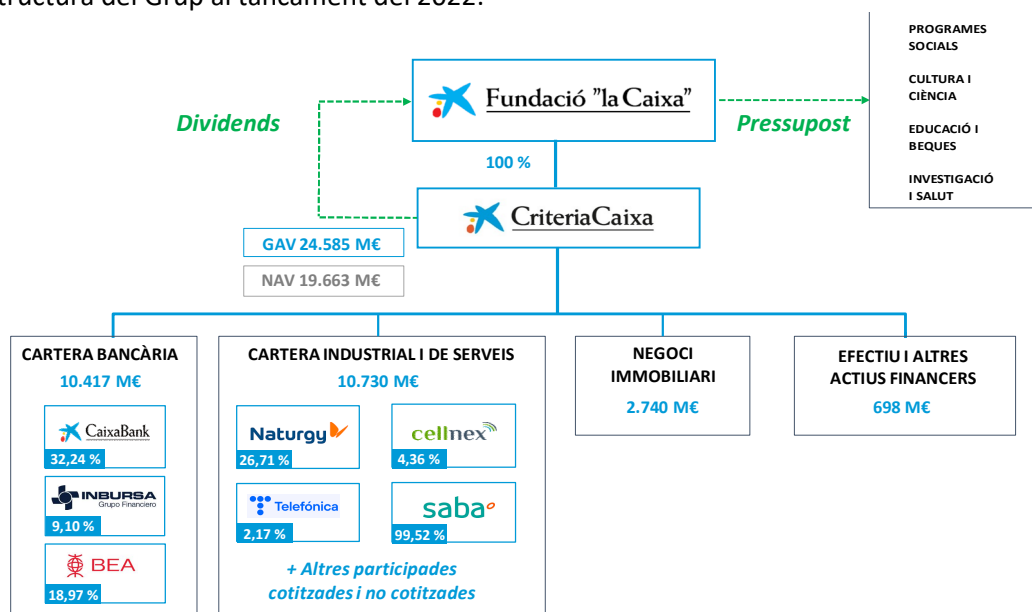 structura del Grup al tancament del 2022:
PROGRAMES
SOCIALS
CULTURA I
CIÈNCIA
EDUCACIÓ I
BEQUES
INVESTIGACIÓ
I SALUT
Fundació "la Caixa"
Dividends
Pressupost
100 %
CriteriaCaixa
GAV 24.585 M€
NAV 19.663 M€
CARTERA BANCÀRIA
10.417 M€
CaixaBank
32,24 %
INBURSA
Grupo Financiero
9,10 %
BEA
18,97 %
CARTERA INDUSTRIAL I DE SERVEIS
10.730 M€
Naturgy
26,71 %
cellnex
4,36 %
Telefónica
2,17 %
saba
99,52 %
+ Altres participades
cotitzades i no cotitzades
NEGOCI
IMMOBILIARI
2.740 M€
EFECTIU I ALTRES
ACTIUS FINANCERS
698 M€